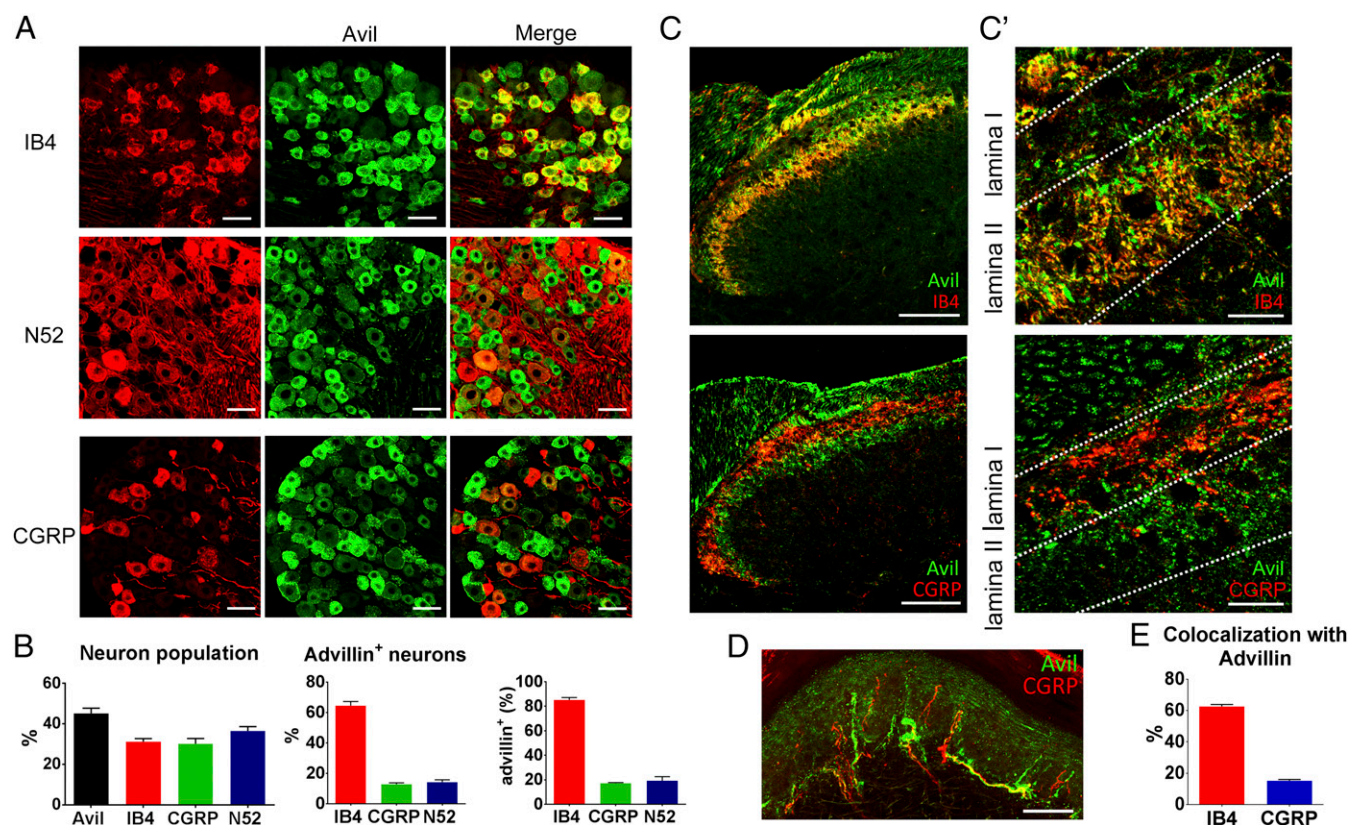 A
Avil
Merge
IB4
N52
CGRP
C
Avil
IB4
Avil
CGRP
C'
lamina II lamina I
Avil
IB4
lamina II lamina I
Avil
CGRP
B
Neuron population
%
60
40
20
0
Avil IB4 CGRP N52
Advillin+ neurons
%
80
60
40
20
0
IB4 CGRP N52
advillin+ (%)
100
80
60
40
20
0
IB4 CGRP N52
D
Avil
CGRP
E
Colocalization with
Advillin
%
80
60
40
20
0
IB4 CGRP